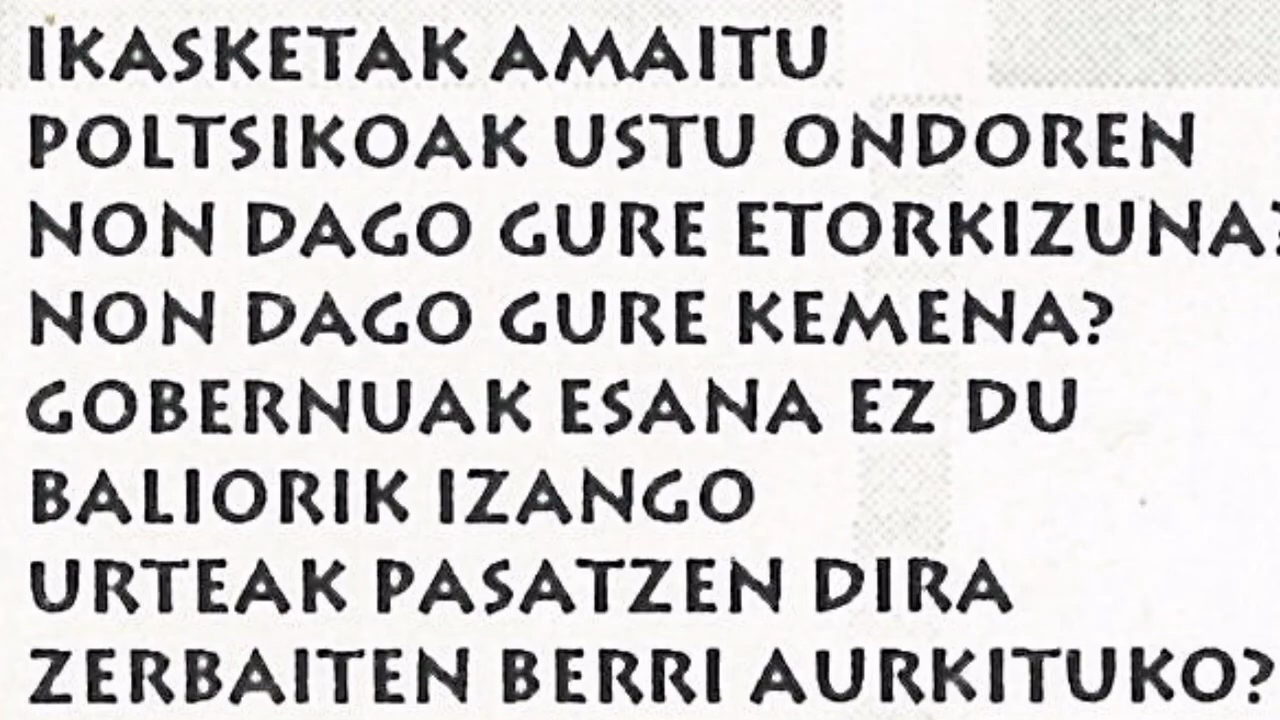 IKASKETAK AMAITU
POLTSIKOAK USTU ONDOREN
NON DAGO GURE ETORKIZUNA?
NON DAGO GURE KEMENA?
GOBERNUAK ESANA EZ DU
BALIORIK IZANGO
URTEAK PASATZEN DIRA
ZERBAITEN BERRI AURKITUKO?